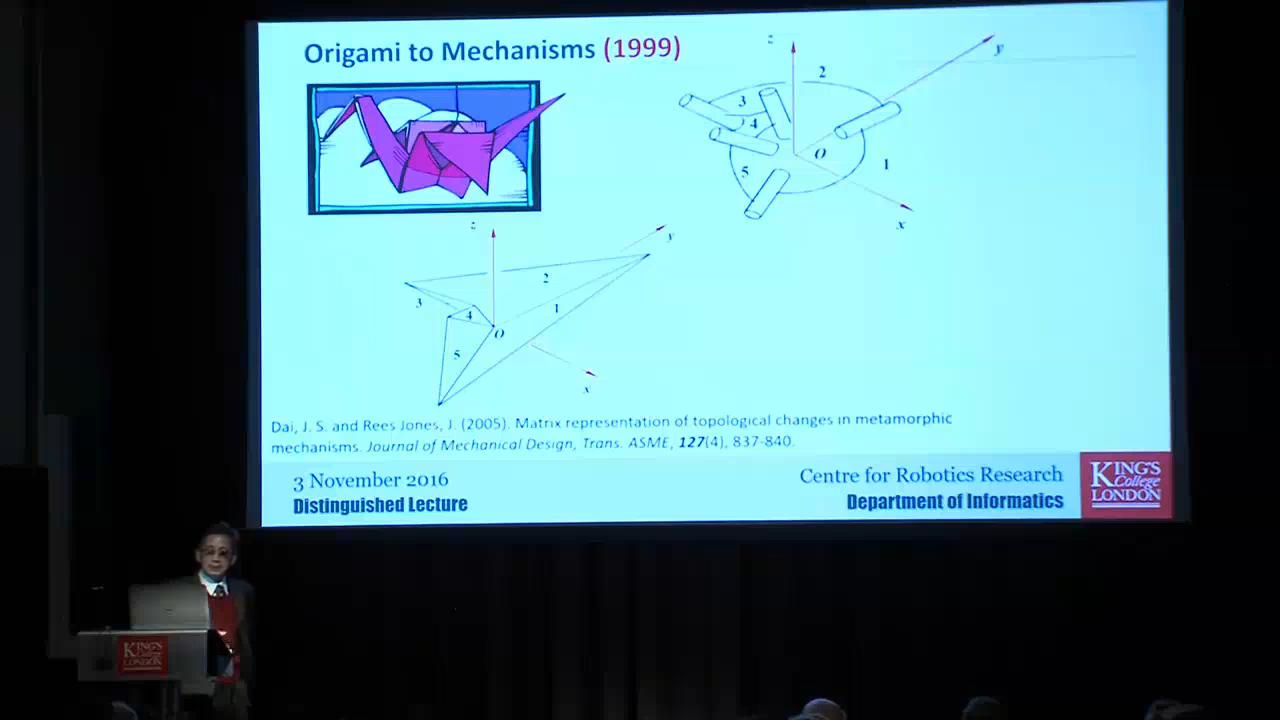 Origami to Mechanisms (1999)
z
y
2
3
4
O
1
5
x
z
y
2
3
1
4
O
5
x
Dai, J. S. and Rees Jones, J. (2005). Matrix representation of topological changes in metamorphic
mechanisms. Journal of Mechanical Design, Trans. ASME, 127(4), 837-840.
3 November 2016
Distinguished Lecture
Centre for Robotics Research
Department of Informatics
KING'S
College
LONDON
KING'S
College
LONDON